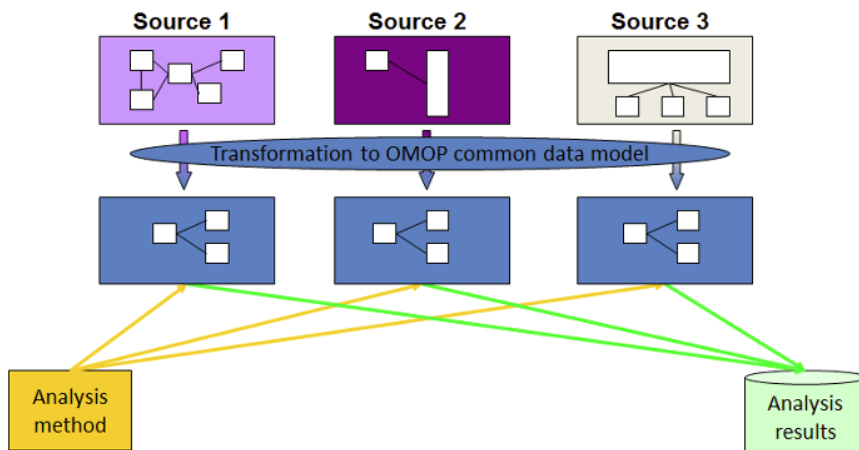 Source 1
Source 2
Source 3
Transformation to OMOP common data model
Analysis
method
Analysis
results